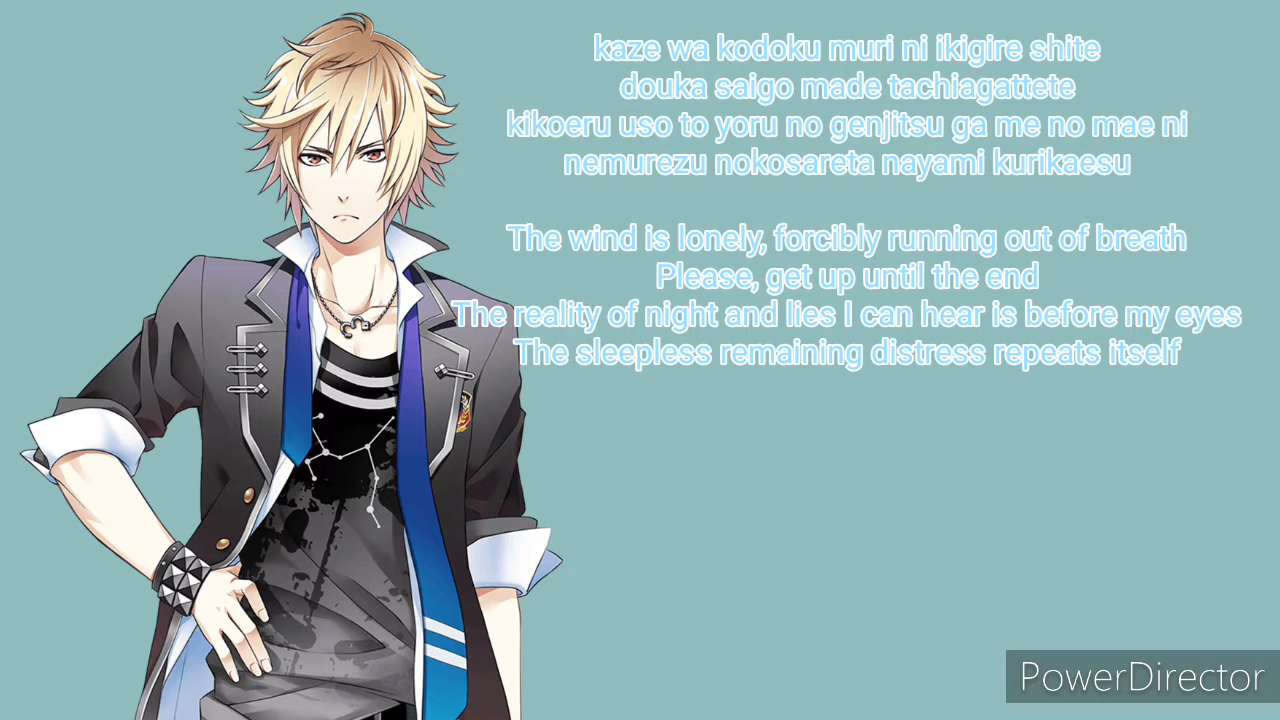 kaze wa kodoku muri ni ikigire shite
douka saigo made tachiagattete
kikoeru uso to yoru no genjitsu ga me no mae ni
nemurezu nokosareta nayami kurikaesu
The wind is lonely, forcibly running out of breath
Please, get up until the end
The reality of night and lies I can hear is before my eyes
The sleepless remaining distress repeats itself
PowerDirector